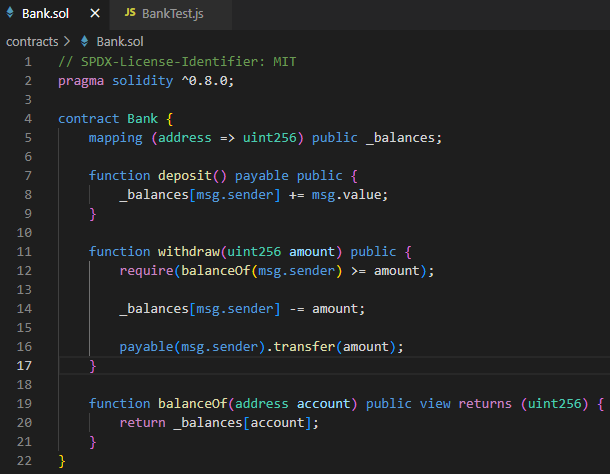 Bank.sol × JS BankTest.js
contracts > Bank.sol
1 // SPDX-License-Identifier: MIT
2 pragma solidity ^0.8.0;
3
4 contract Bank {
5     mapping (address => uint256) public _balances;
6
7     function deposit() payable public {
8         _balances[msg.sender] += msg.value;
9     }
10
11     function withdraw(uint256 amount) public {
12         require(balanceOf(msg.sender) >= amount);
13
14         _balances[msg.sender] -= amount;
15
16         payable(msg.sender).transfer(amount);
17     }
18
19     function balanceOf(address account) public view returns (uint256) {
20         return _balances[account];
21     }
22 }